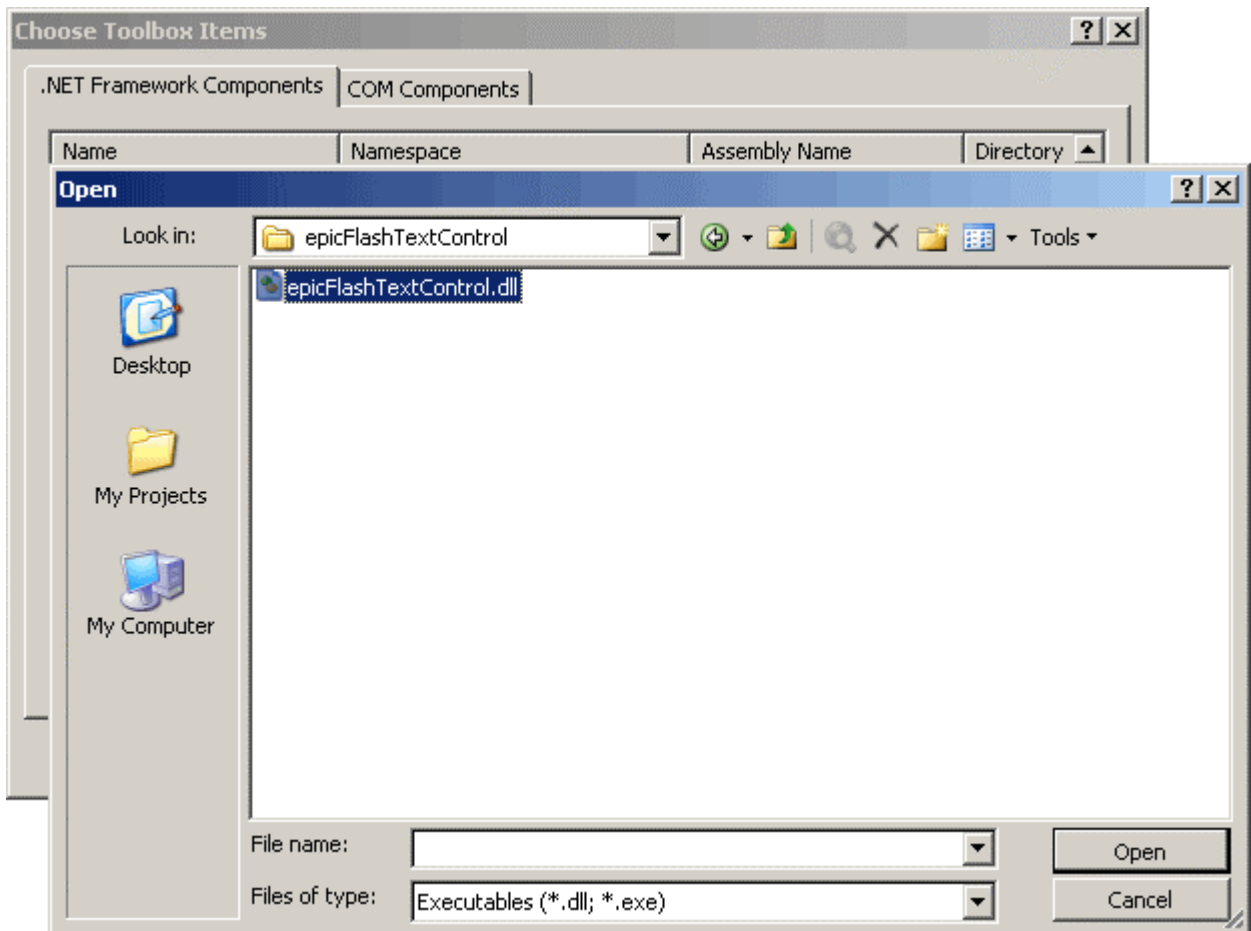 Choose Toolbox Items
.NET Framework Components COM Components
Name Namespace Assembly Name Directory
Open
Look in: epicFlashTextControl Tools
epicFlashTextControl.dll
Desktop
My Projects
My Computer
File name: Open
Files of type: Executables (*.dll; *.exe) Cancel